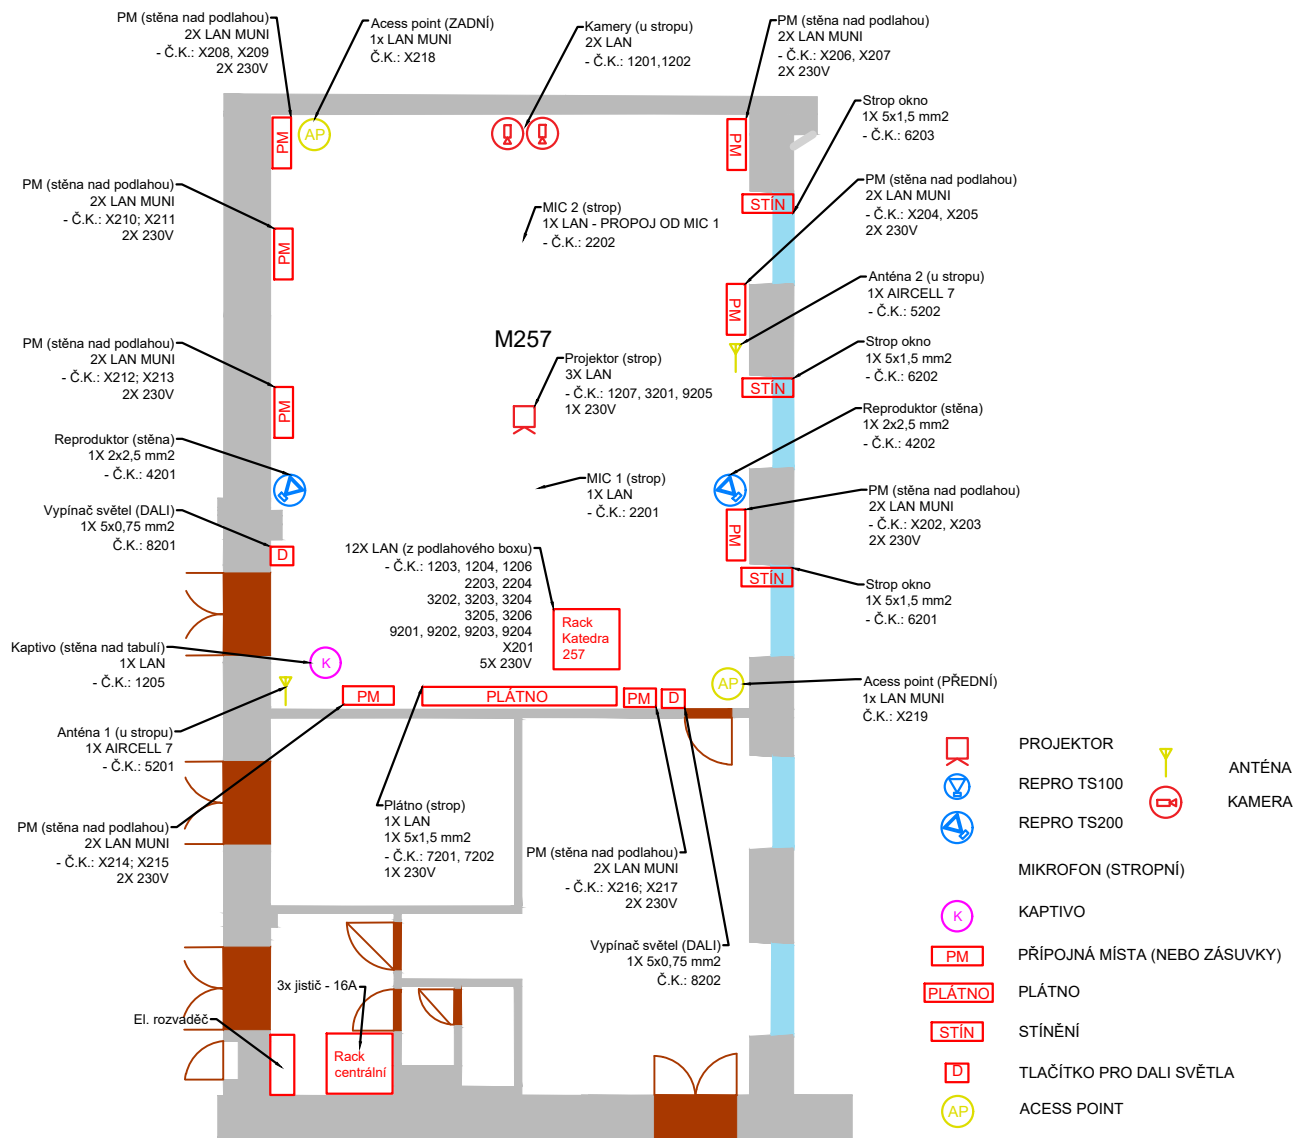 PM (stěna nad podlahou)
2X LAN MUNI
- Č.K.: X208, X209
2X 230V
Acess point (ZADNÍ)
1x LAN MUNI
Č.K.: X218
Kamery (u stropu)
2X LAN
- Č.K.: 1201,1202
PM (stěna nad podlahou)
2X LAN MUNI
- Č.K.: X206, X207
2X 230V
Strop okno
1X 5x1,5 mm2
- Č.K.: 6203
PM
AP
PM
PM (stěna nad podlahou)
2X LAN MUNI
- Č.K.: X210; X211
2X 230V
PM
MIC 2 (strop)
1X LAN - PROPOJ OD MIC 1
- Č.K.: 2202
STÍN
PM (stěna nad podlahou)
2X LAN MUNI
- Č.K.: X204, X205
2X 230V
PM
Anténa 2 (u stropu)
1X AIRCELL 7
- Č.K.: 5202
M257
PM (stěna nad podlahou)
2X LAN MUNI
- Č.K.: X212; X213
2X 230V
PM
Projektor (strop)
3X LAN
- Č.K.: 1207, 3201, 9205
1X 230V
STÍN
Strop okno
1X 5x1,5 mm2
- Č.K.: 6202
Reproduktor (stěna)
1X 2x2,5 mm2
- Č.K.: 4201
Reproduktor (stěna)
1X 2x2,5 mm2
- Č.K.: 4202
MIC 1 (strop)
1X LAN
- Č.K.: 2201
Vypínač světel (DALI)
1X 5x0,75 mm2
Č.K.: 8201
D
PM (stěna nad podlahou)
2X LAN MUNI
- Č.K.: X202, X203
2X 230V
PM
12X LAN (z podlahového boxu)
- Č.K.: 1203, 1204, 1206
2203, 2204
3202, 3203, 3204
3205, 3206
9201, 9202, 9203, 9204
X201
5X 230V
Rack
Katedra
257
STÍN
Strop okno
1X 5x1,5 mm2
- Č.K.: 6201
Kaptivo (stěna nad tabulí)
1X LAN
- Č.K.: 1205
K
PM
PLÁTNO
PM
D
AP
Acess point (PŘEDNÍ)
1x LAN MUNI
Č.K.: X219
Anténa 1 (u stropu)
1X AIRCELL 7
- Č.K.: 5201
PM (stěna nad podlahou)
2X LAN MUNI
- Č.K.: X214; X215
2X 230V
Plátno (strop)
1X LAN
1X 5x1,5 mm2
- Č.K.: 7201, 7202
1X 230V
PM (stěna nad podlahou)
2X LAN MUNI
- Č.K.: X216; X217
2X 230V
Vypínač světel (DALI)
1X 5x0,75 mm2
Č.K.: 8202
3x jistič - 16A
El. rozvaděč
Rack
centrální
PROJEKTOR
ANTÉNA
REPRO TS100
KAMERA
REPRO TS200
MIKROFON (STROPNÍ)
K KAPTIVO
PM PŘÍPOJNÁ MÍSTA (NEBO ZÁSUVKY)
PLÁTNO PLÁTNO
STÍN STÍNĚNÍ
D TLAČÍTKO PRO DALI SVĚTLA
AP ACESS POINT